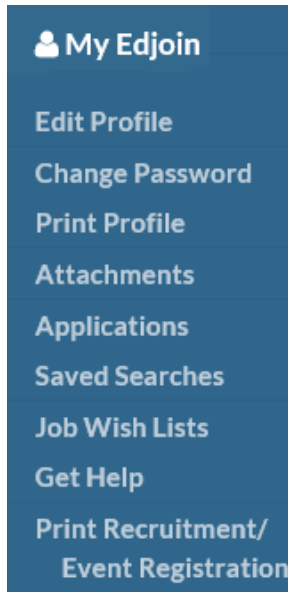 My Edjoin
Edit Profile
Change Password
Print Profile
Attachments
Applications
Saved Searches
Job Wish Lists
Get Help
Print Recruitment/
Event Registration